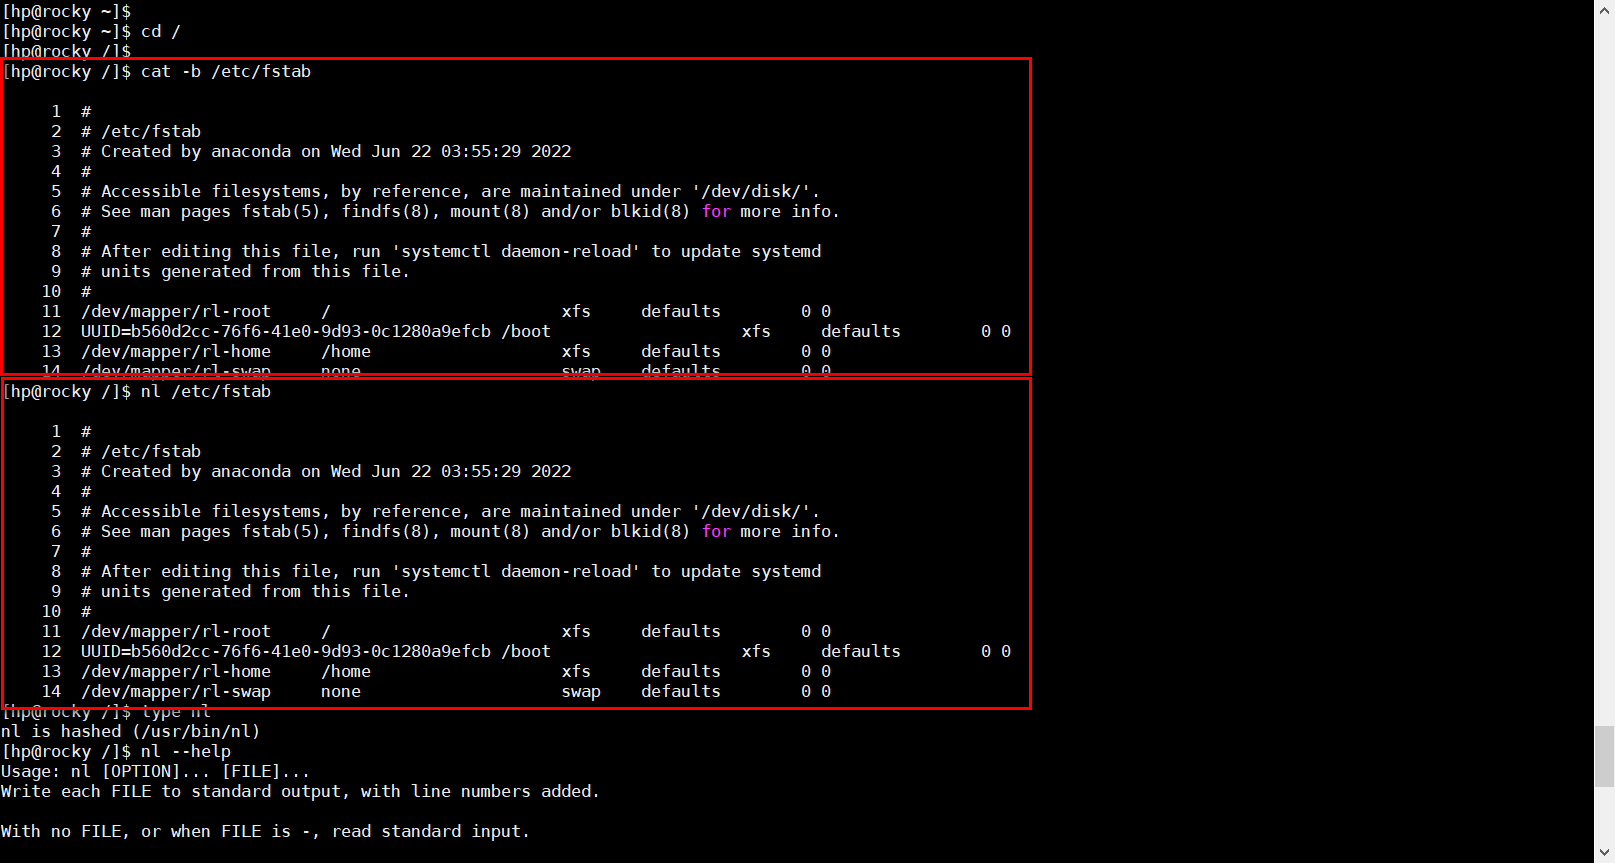 [hp@rocky ~]$
[hp@rocky ~]$ cd /
[hp@rocky /]$
[hp@rocky /]$ cat -b /etc/fstab
1  #
2  # /etc/fstab
3  # Created by anaconda on Wed Jun 22 03:55:29 2022
4  #
5  # Accessible filesystems, by reference, are maintained under '/dev/disk/'.
6  # See man pages fstab(5), findfs(8), mount(8) and/or blkid(8) for more info.
7  #
8  # After editing this file, run 'systemctl daemon-reload' to update systemd
9  # units generated from this file.
10  #
11  /dev/mapper/rl-root     /                       xfs     defaults        0 0
12  UUID=b560d2cc-76f6-41e0-9d93-0c1280a9efcb /boot                   xfs     defaults        0 0
13  /dev/mapper/rl-home     /home                   xfs     defaults        0 0
14  /dev/mapper/rl-swap     none                    swap    defaults        0 0
[hp@rocky /]$ nl /etc/fstab
1  #
2  # /etc/fstab
3  # Created by anaconda on Wed Jun 22 03:55:29 2022
4  #
5  # Accessible filesystems, by reference, are maintained under '/dev/disk/'.
6  # See man pages fstab(5), findfs(8), mount(8) and/or blkid(8) for more info.
7  #
8  # After editing this file, run 'systemctl daemon-reload' to update systemd
9  # units generated from this file.
10  #
11  /dev/mapper/rl-root     /                       xfs     defaults        0 0
12  UUID=b560d2cc-76f6-41e0-9d93-0c1280a9efcb /boot                   xfs     defaults        0 0
13  /dev/mapper/rl-home     /home                   xfs     defaults        0 0
14  /dev/mapper/rl-swap     none                    swap    defaults        0 0
[hp@rocky /]$ type nl
nl is hashed (/usr/bin/nl)
[hp@rocky /]$ nl --help
Usage: nl [OPTION]... [FILE]...
Write each FILE to standard output, with line numbers added.
With no FILE, or when FILE is -, read standard input.